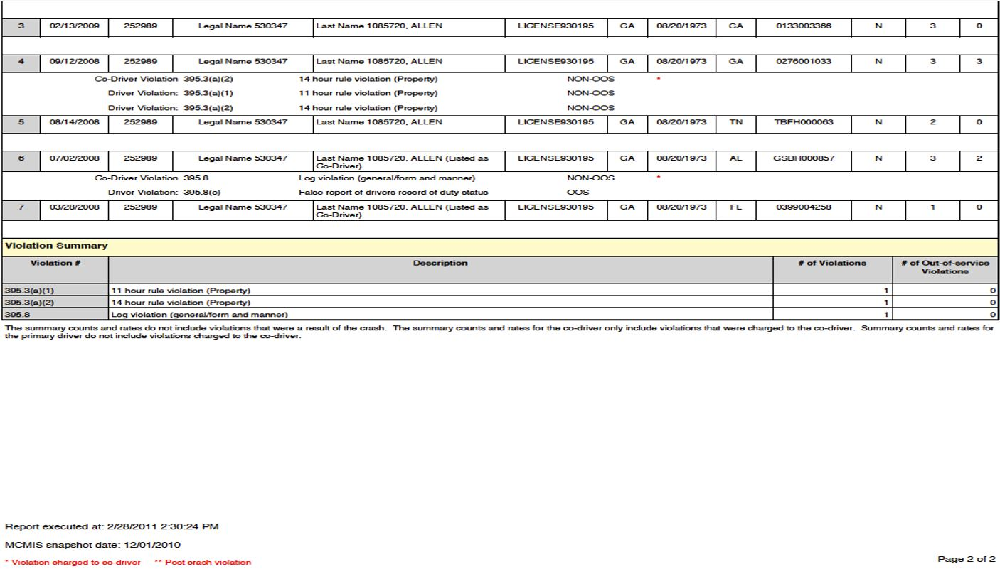 3 02/13/2009 252989 Legal Name 530347 Last Name 1085720, ALLEN LICENSE930195 GA 08/20/1973 GA 0133003366 N 3 0
4 09/12/2008 252989 Legal Name 530347 Last Name 1085720, ALLEN LICENSE930195 GA 08/20/1973 GA 0276001033 N 3 3
Co-Driver Violation 395.3(a)(2) 14 hour rule violation (Property) NON-OOS *
Driver Violation: 395.3(a)(1) 11 hour rule violation (Property) NON-OOS
Driver Violation: 395.3(a)(2) 14 hour rule violation (Property) NON-OOS
5 08/14/2008 252989 Legal Name 530347 Last Name 1085720, ALLEN LICENSE930195 GA 08/20/1973 TN TBFH000063 N 2 0
6 07/02/2008 252989 Legal Name 530347 Last Name 1085720, ALLEN (Listed as LICENSE930195 GA 08/20/1973 AL GSBH000857 N 3 2
Co-Driver)
Co-Driver Violation 395.8 Log violation (general/form and manner) NON-OOS *
Driver Violation: 395.8(e) False report of drivers record of duty status OOS
7 03/28/2008 252989 Legal Name 530347 Last Name 1085720, ALLEN (Listed as LICENSE930195 GA 08/20/1973 FL 0399004258 N 1 0
Co-Driver)
Violation Summary
Violation # Description # of Violations # of Out-of-service
Violations
395.3(a)(1) 11 hour rule violation (Property) 1 0
395.3(a)(2) 14 hour rule violation (Property) 1 0
395.8 Log violation (general/form and manner) 1 0
The summary counts and rates do not include violations that were a result of the crash. The summary counts and rates for the co-driver only include violations that were charged to the co-driver. Summary counts and rates for
the primary driver do not include violations charged to the co-driver.
Report executed at: 2/28/2011 2:30:24 PM
MCMIS snapshot date: 12/01/2010
* Violation charged to co-driver ** Post crash violation
Page 2 of 2